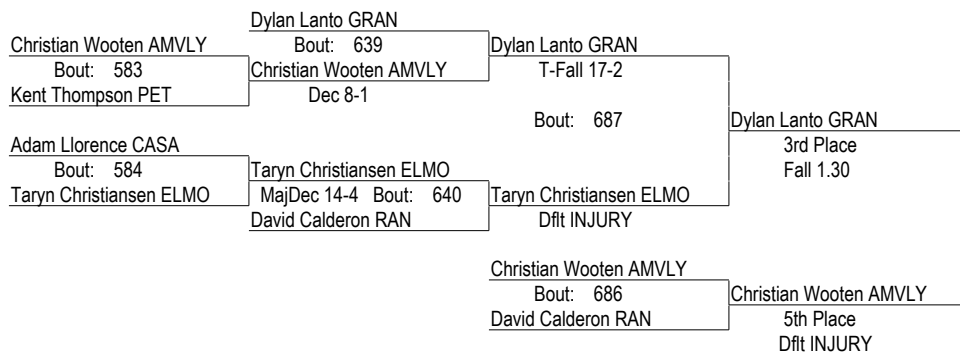 Dylan Lanto GRAN
Christian Wooten AMVLY
Bout: 639
Dylan Lanto GRAN
Bout: 583
Christian Wooten AMVLY
T-Fall 17-2
Kent Thompson PET
Dec 8-1
Bout: 687
Dylan Lanto GRAN
Adam Llorence CASA
3rd Place
Bout: 584
Taryn Christiansen ELMO
Fall 1.30
Taryn Christiansen ELMO
MajDec 14-4 Bout: 640
Taryn Christiansen ELMO
David Calderon RAN
Dflt INJURY
Christian Wooten AMVLY
Bout: 686
Christian Wooten AMVLY
David Calderon RAN
5th Place
Dflt INJURY